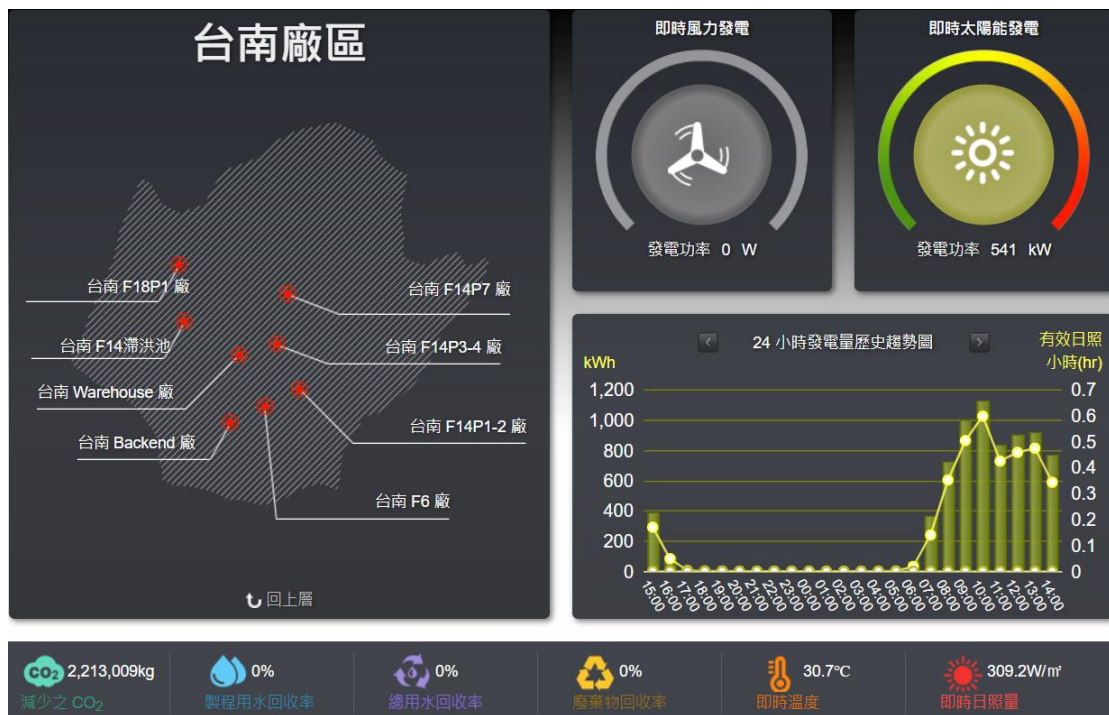 台南廠區
台南 F18P1 廠
台南 F14P7 廠
台南 F14滯洪池
台南 F14P3-4 廠
台南 Warehouse 廠
台南 F14P1-2 廠
台南 Backend 廠
台南 F6 廠
回上層
即時風力發電
發電功率 0 W
即時太陽能發電
發電功率 541 kW
24 小時發電量歷史趨勢圖
有效日照
小時(hr)
kWh
1,200
1,000
800
600
400
200
0
0.7
0.6
0.5
0.4
0.3
0.2
0.1
0
15:00
16:00
17:00
18:00
19:00
20:00
21:00
22:00
23:00
00:00
01:00
02:00
03:00
04:00
05:00
06:00
07:00
08:00
09:00
10:00
11:00
12:00
13:00
14:00
CO2 2,213,009kg
減少之 CO2
0%
製程用水回收率
0%
總用水回收率
0%
廢棄物回收率
30.7°C
即時溫度
309.2W/㎡
即時日照量